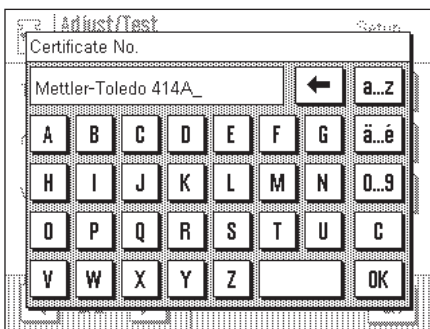 Adjust/Test Setup
Certificate No.
Mettler-Toledo 414A_
a...z
A B C D E F G ä...é
H I J K L M N 0...9
O P Q R S T U C
V W X Y Z OK